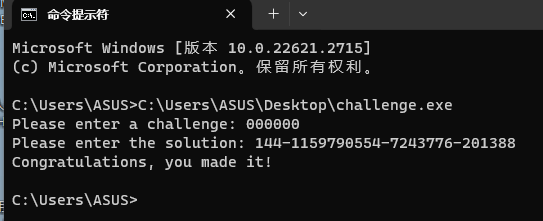 命令提示符
Microsoft Windows [版本 10.0.22621.2715]
(c) Microsoft Corporation。保留所有权利。
C:\Users\ASUS>C:\Users\ASUS\Desktop\challenge.exe
Please enter a challenge: 000000
Please enter the solution: 144-1159790554-7243776-201388
Congratulations, you made it!
C:\Users\ASUS>